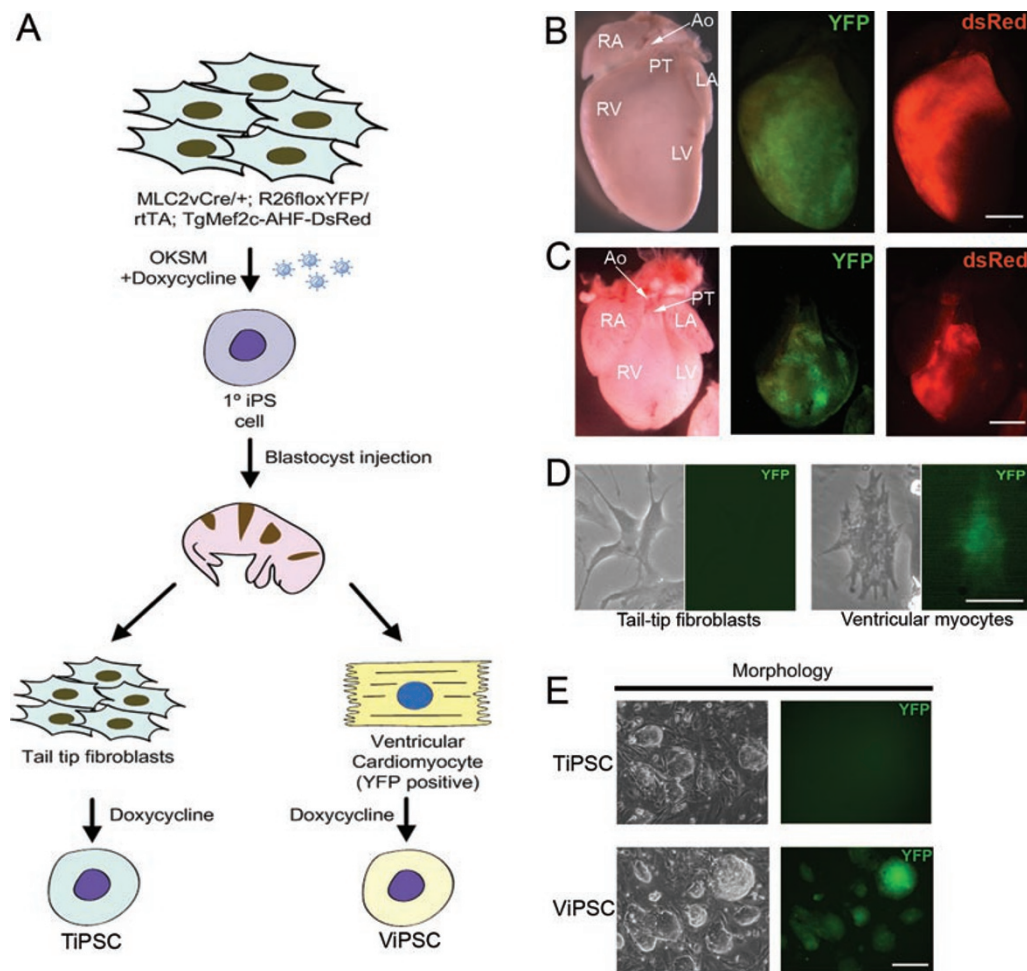 A
MLC2vCre/+; R26floxYFP/
rtTA; TgMef2c-AHF-DsRed
OKSM
+Doxycycline
1º iPS
cell
Blastocyst injection
Tail tip fibroblasts
Ventricular
Cardiomyocyte
(YFP positive)
Doxycycline
Doxycycline
TiPSC
ViPSC
B
RA
Ao
PT
LA
RV
LV
YFP
dsRed
C
Ao
PT
RA
LA
RV
LV
YFP
dsRed
D
YFP
YFP
Tail-tip fibroblasts
Ventricular myocytes
E
Morphology
TiPSC
YFP
ViPSC
YFP